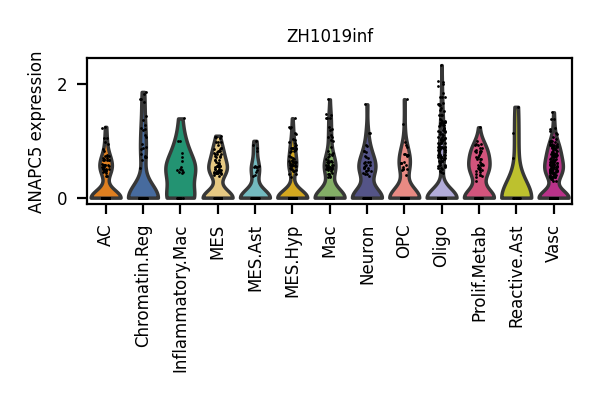 ZH1019inf
ANAPC5 expression
2
0
AC
Chromatin.Reg
Inflammatory.Mac
MES
MES.Ast
MES.Hyp
Mac
Neuron
OPC
Oligo
Prolif.Metab
Reactive.Ast
Vasc